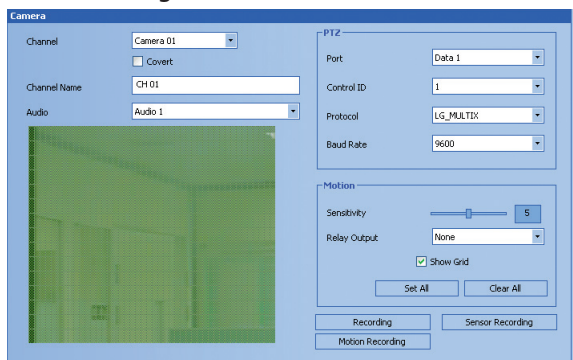 Camera
Channel Camera 01
Covert
Channel Name CH 01
Audio Audio 1
PTZ
Port Data 1
Control ID 1
Protocol LG_MULTIX
Baud Rate 9600
Motion
Sensitivity 5
Relay Output None
Show Grid
Set All Clear All
Recording Sensor Recording
Motion Recording